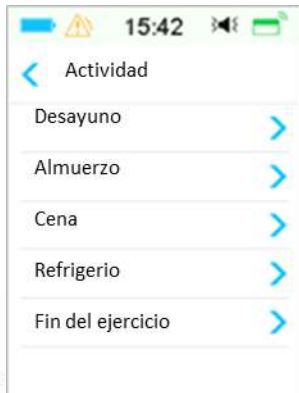 15:42
Actividad
Desayuno
Almuerzo
Cena
Refrigerio
Fin del ejercicio